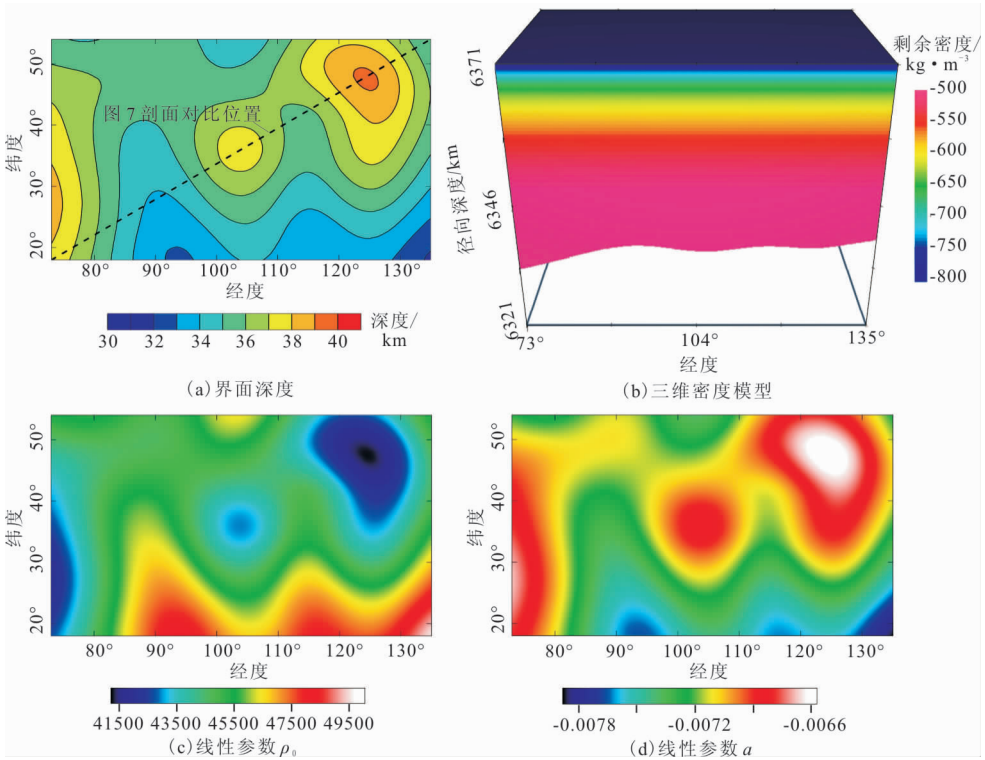 50°
40°
30°
20°
纬度
图 7 剖面对比位置
80° 90° 100° 110° 120° 130°
经度
30 32 34 36 38 40
深度/
km
(a)界面深度
6371
6346
6321
径向深度/km
73° 104° 135°
经度
剩余密度/
kg·m⁻³
-500
-550
-600
-650
-700
-750
-800
(b)三维密度模型
50°
40°
30°
20°
纬度
80° 90° 100° 110° 120° 130°
经度
41500 43500 45500 47500 49500
(c)线性参数ρ₀
50°
40°
30°
20°
纬度
80° 90° 100° 110° 120° 130°
经度
-0.0078 -0.0072 -0.0066
(d)线性参数a